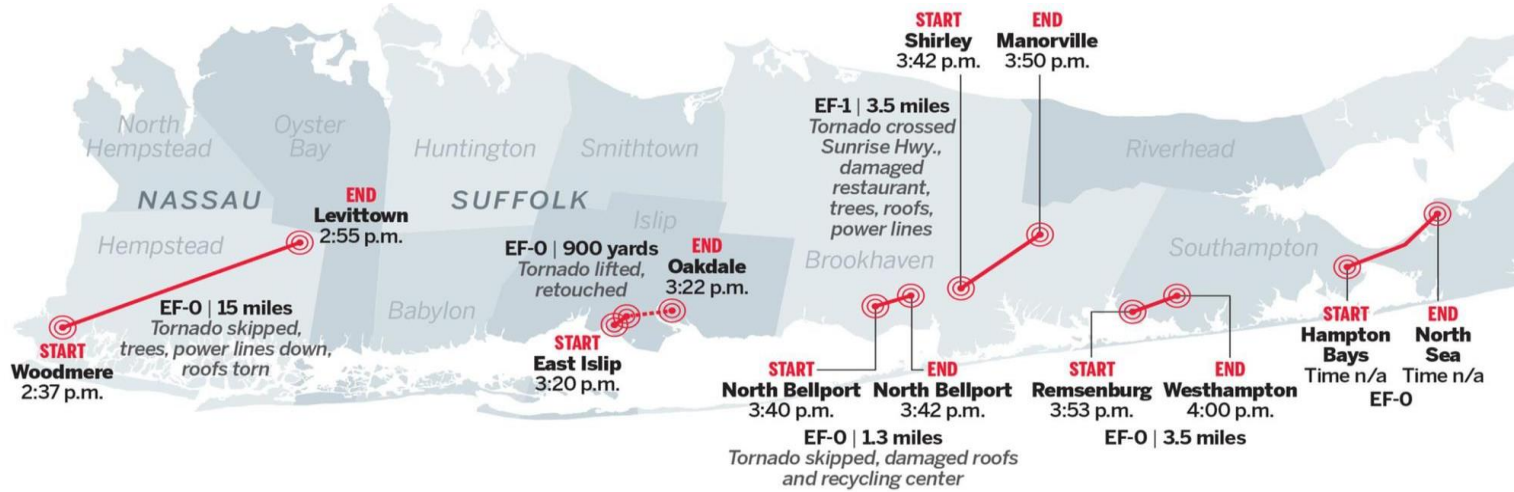 START
Shirley
3:42 p.m.
END
Manorville
3:50 p.m.
EF-1 | 3.5 miles
Tornado crossed
Sunrise Hwy.,
damaged
restaurant,
trees, roofs,
power lines
North
Hempstead
Oyster
Bay
Huntington
Smithtown
Riverhead
NASSAU
SUFFOLK
END
Levittown
2:55 p.m.
Hempstead
Islip
EF-0 | 900 yards
Tornado lifted,
retouched
END
Oakdale
3:22 p.m.
Brookhaven
Southampton
Babylon
EF-0 | 15 miles
Tornado skipped,
trees, power lines down,
roofs torn
START
Woodmere
2:37 p.m.
START
East Islip
3:20 p.m.
START
North Bellport
3:40 p.m.
END
North Bellport
3:42 p.m.
EF-0 | 1.3 miles
Tornado skipped, damaged roofs
and recycling center
START
Remsenburg
3:53 p.m.
END
Westhampton
4:00 p.m.
EF-0 | 3.5 miles
START
Hampton
Bays
Time n/a
END
North
Sea
Time n/a
EF-0